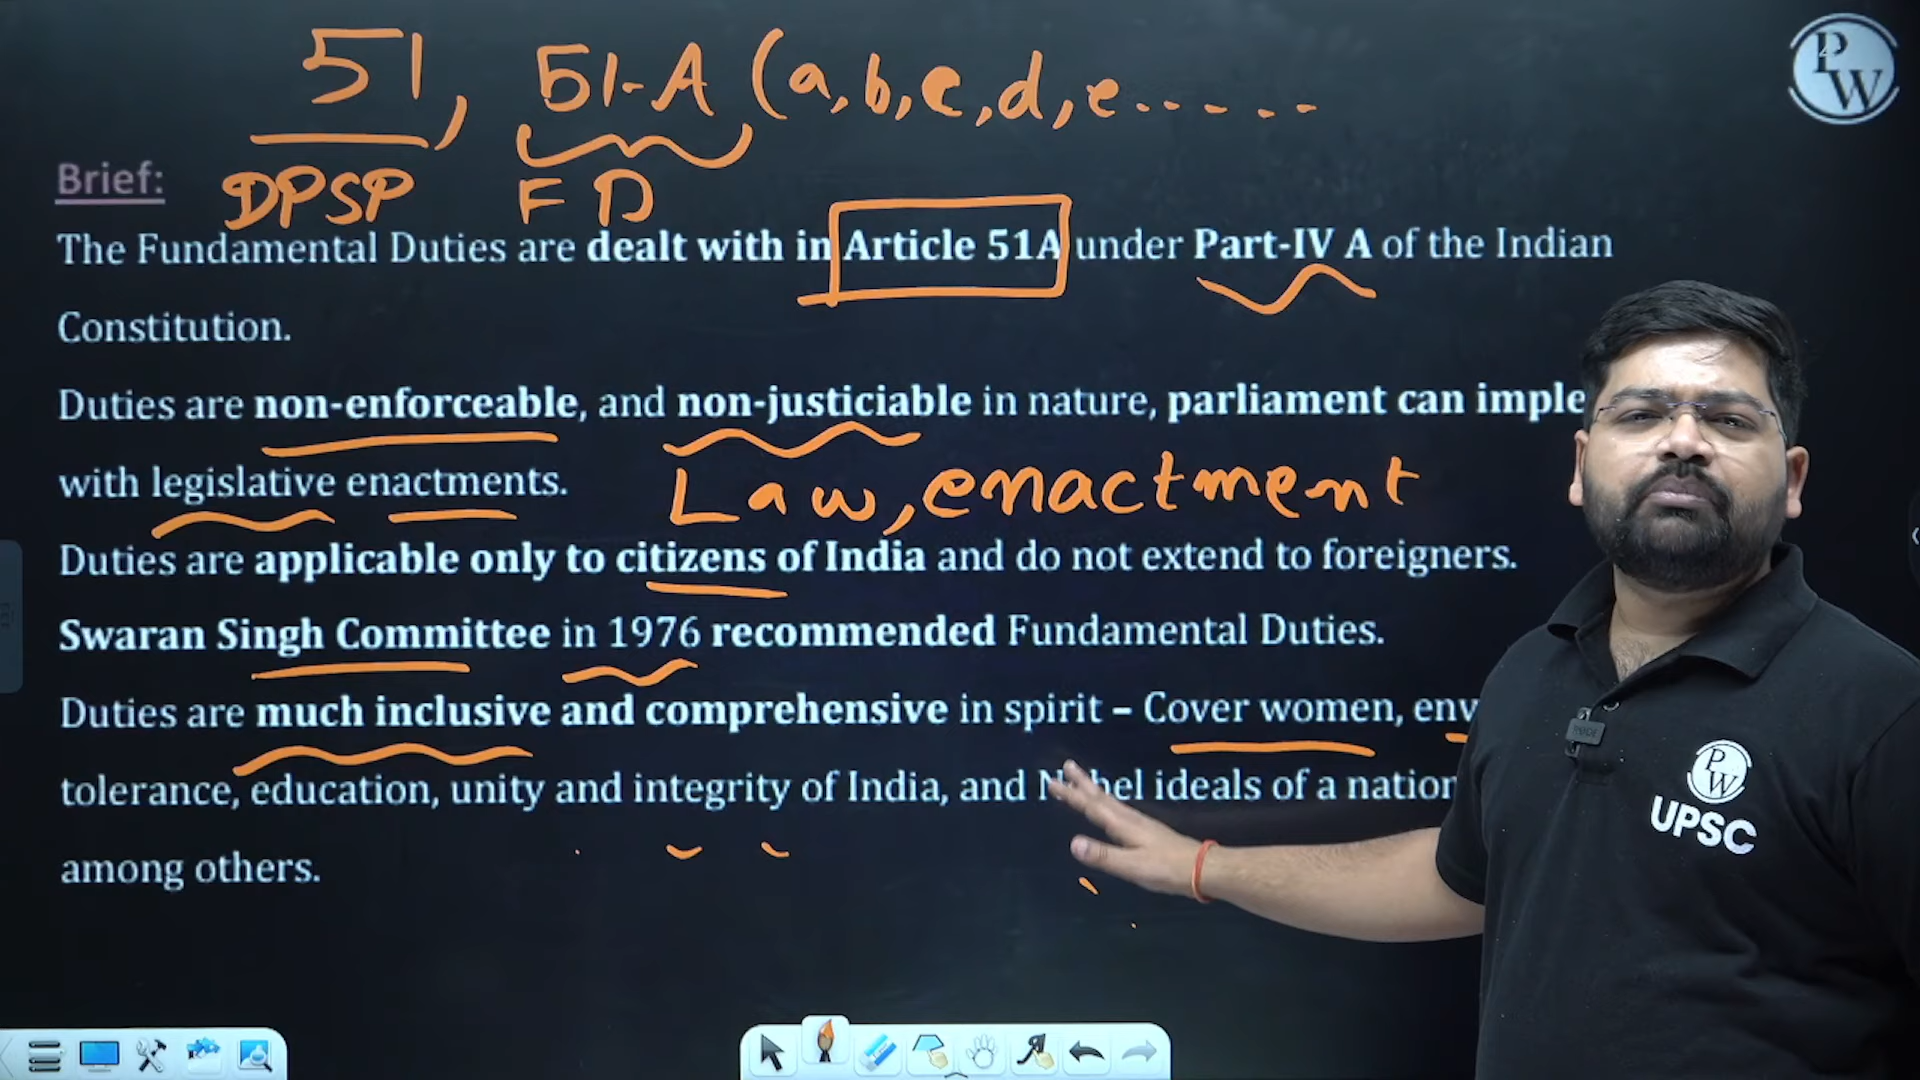 51, 51-A (a,b,c,d,e.....
PW
Brief: DPSP FD
The Fundamental Duties are dealt with in Article 51A under Part-IV A of the Indian
Constitution.
Duties are non-enforceable, and non-justiciable in nature, parliament can imple
with legislative enactments. Law, enactment
Duties are applicable only to citizens of India and do not extend to foreigners.
Swaran Singh Committee in 1976 recommended Fundamental Duties.
Duties are much inclusive and comprehensive in spirit – Cover women, env
tolerance, education, unity and integrity of India, and Nobel ideals of a nation
among others.
PW
UPSC